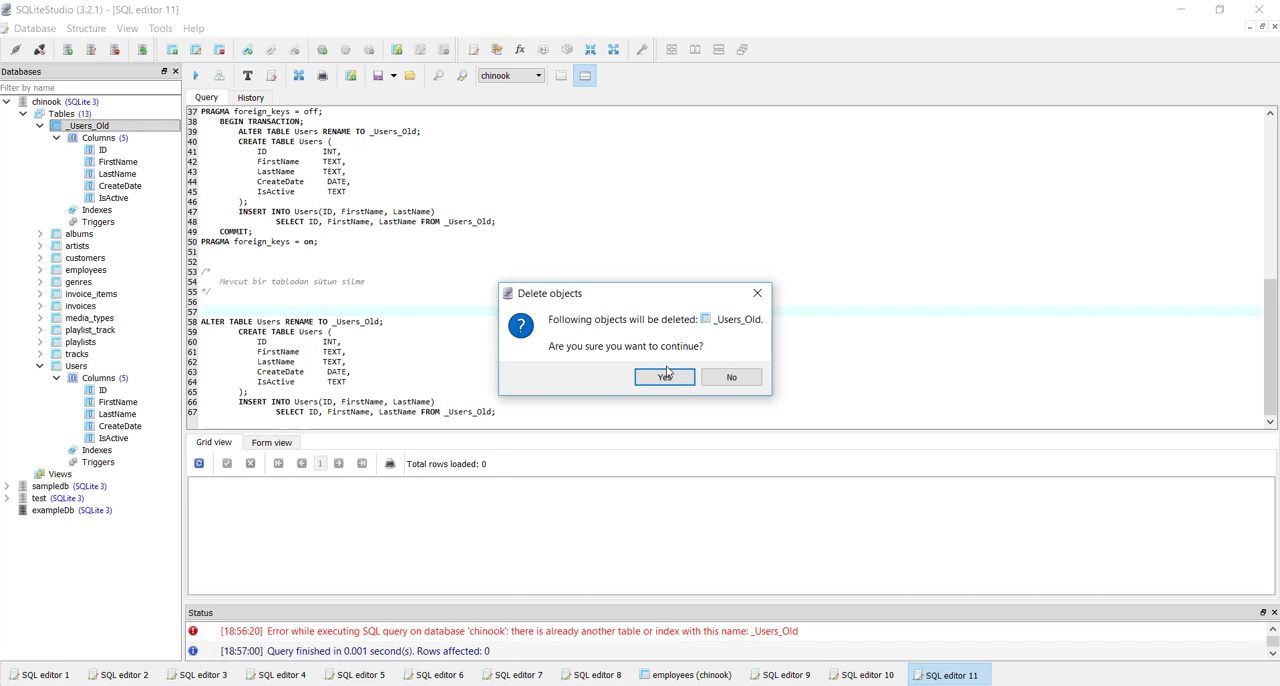 SQLiteStudio (3.2.1) - [SQL editor 11]
Database Structure View Tools Help
Databases
chinook
Filter by name
Query History
chinook (SQLite 3)
Tables (13)
_Users_Old
Columns (5)
ID
FirstName
LastName
CreateDate
IsActive
Indexes
Triggers
albums
artists
customers
employees
genres
invoice_items
invoices
media_types
playlist_track
playlists
tracks
Users
Columns (5)
ID
FirstName
LastName
CreateDate
IsActive
Indexes
Triggers
Views
sampledb (SQLite 3)
test (SQLite 3)
exampleDb (SQLite 3)
37 PRAGMA foreign_keys = off;
38 BEGIN TRANSACTION;
39 ALTER TABLE Users RENAME TO _Users_Old;
40 CREATE TABLE Users (
41 ID INT,
42 FirstName TEXT,
43 LastName TEXT,
44 CreateDate DATE,
45 IsActive TEXT
46 );
47 INSERT INTO Users(ID, FirstName, LastName)
48 SELECT ID, FirstName, LastName FROM _Users_Old;
49 COMMIT;
50 PRAGMA foreign_keys = on;
51
52
53 /*
54 Mevcut bir tablodan sütun silme
55 */
56
57
58 ALTER TABLE Users RENAME TO _Users_Old;
59 CREATE TABLE Users (
60 ID INT,
61 FirstName TEXT,
62 LastName TEXT,
63 CreateDate DATE,
64 IsActive TEXT
65 );
66 INSERT INTO Users(ID, FirstName, LastName)
67 SELECT ID, FirstName, LastName FROM _Users_Old;
Delete objects
Following objects will be deleted: _Users_Old.
Are you sure you want to continue?
Yes No
Grid view Form view
1 Total rows loaded: 0
Status
[18:56:20] Error while executing SQL query on database 'chinook': there is already another table or index with this name: _Users_Old
[18:57:00] Query finished in 0.001 second(s). Rows affected: 0
SQL editor 1 SQL editor 2 SQL editor 3 SQL editor 4 SQL editor 5 SQL editor 6 SQL editor 7 SQL editor 8 employees (chinook) SQL editor 9 SQL editor 10 SQL editor 11